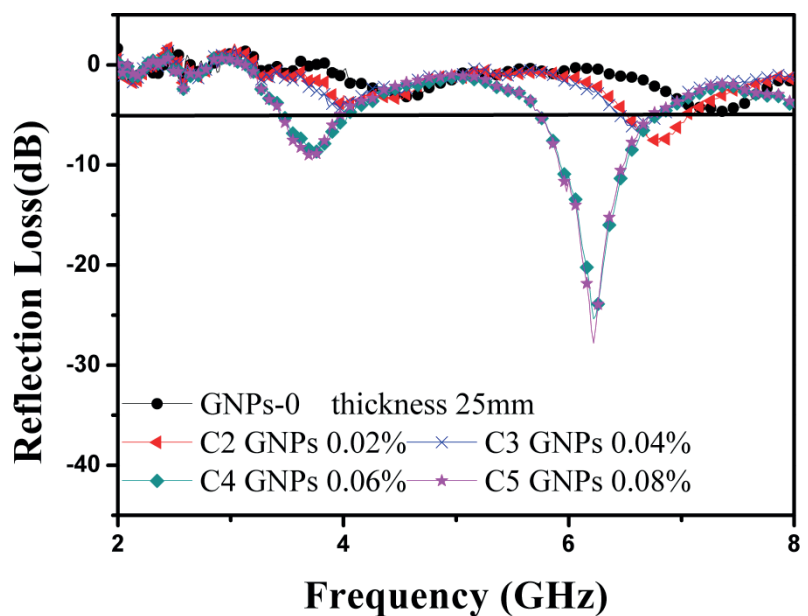 Reflection Loss(dB)
0
-10
-20
-30
-40
GNPs-0 thickness 25mm
C2 GNPs 0.02% C3 GNPs 0.04%
C4 GNPs 0.06% C5 GNPs 0.08%
2 4 6 8
Frequency (GHz)